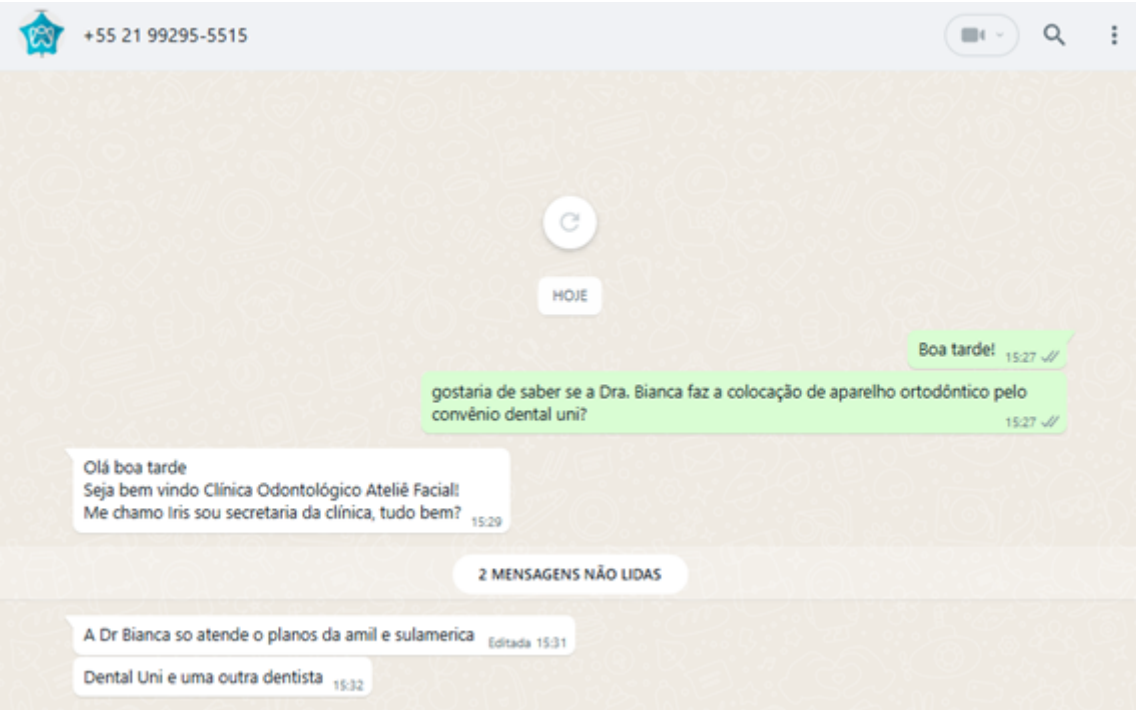 +55 21 99295-5515
HOJE
Boa tarde! 15:27
gostaria de saber se a Dra. Bianca faz a colocação de aparelho ortodôntico pelo
convênio dental uni?
15:27
Olá boa tarde
Seja bem vindo Clínica Odontológico Ateliê Facial!
Me chamo Iris sou secretaria da clínica, tudo bem? 15:29
2 MENSAGENS NÃO LIDAS
A Dr Bianca so atende o planos da amil e sulamerica Editada 15:31
Dental Uni e uma outra dentista 15:32